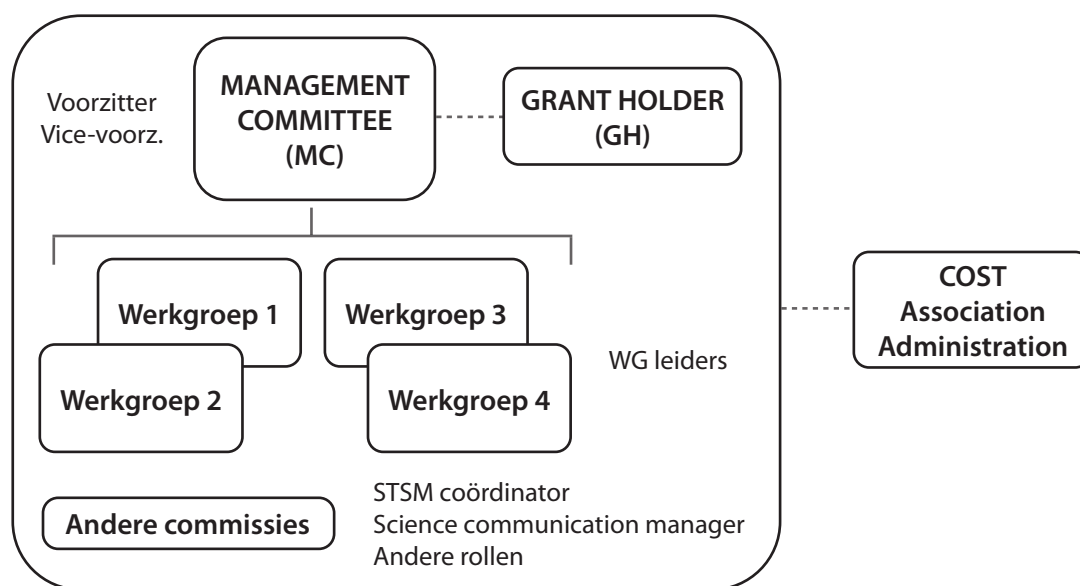 Voorzitter
Vice-voorz.
MANAGEMENT
COMMITTEE
(MC)
GRANT HOLDER
(GH)
Werkgroep 1
Werkgroep 2
Werkgroep 3
Werkgroep 4
WG leiders
COST
Association
Administration
Andere commissies
STSM coördinator
Science communication manager
Andere rollen